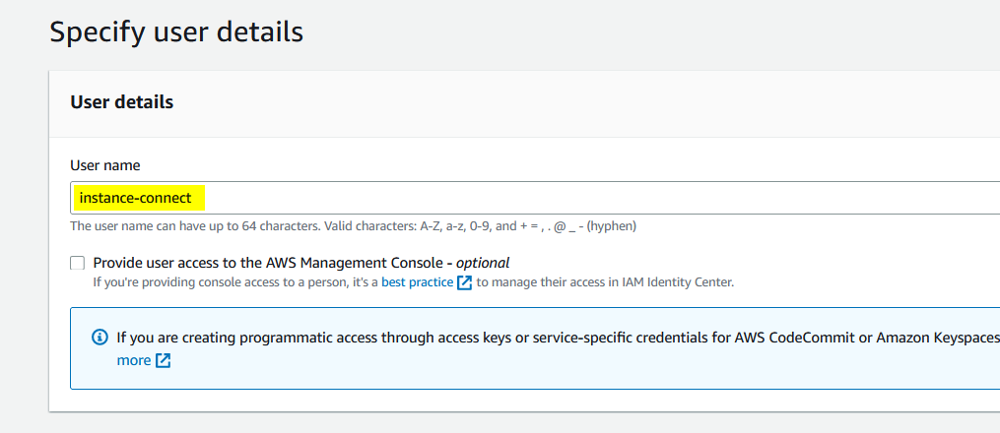 Specify user details
User details
User name
instance-connect
The user name can have up to 64 characters. Valid characters: A-Z, a-z, 0-9, and + = , . @ _ - (hyphen)
Provide user access to the AWS Management Console - optional
If you're providing console access to a person, it's a best practice to manage their access in IAM Identity Center.
If you are creating programmatic access through access keys or service-specific credentials for AWS CodeCommit or Amazon Keyspaces
more